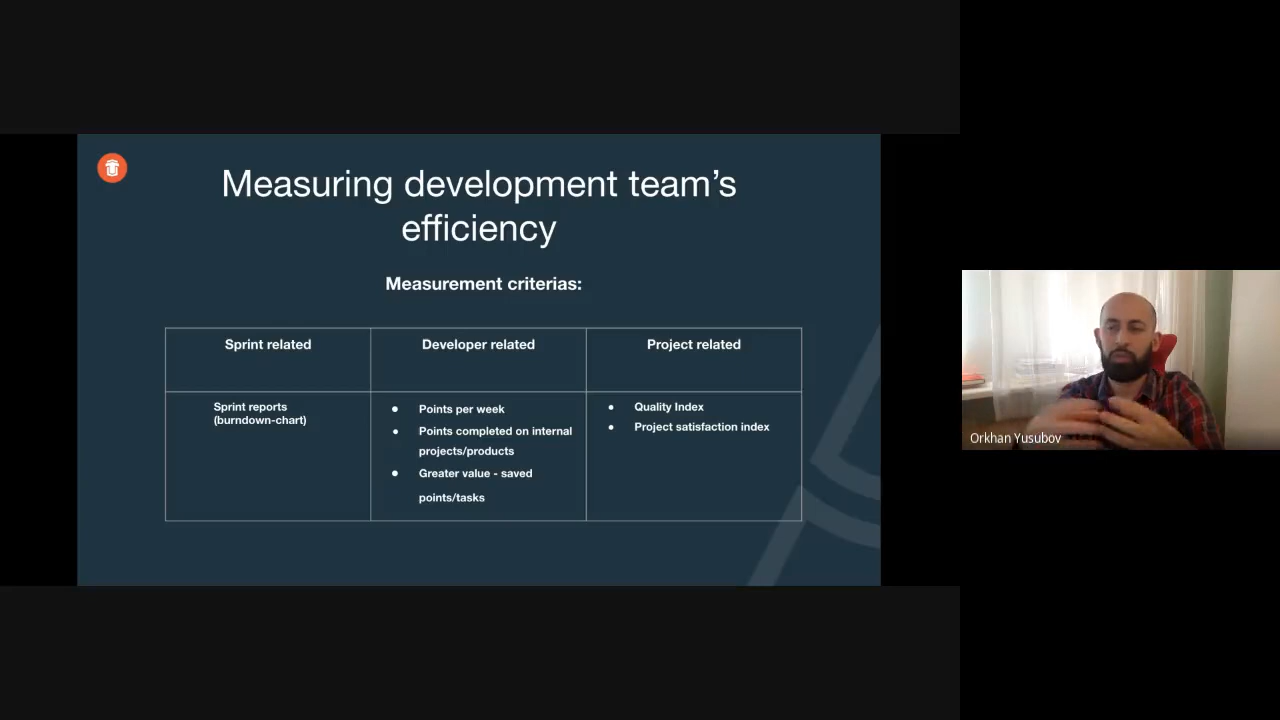 Measuring development team’s
efficiency
Measurement criterias:
Sprint related
Developer related
Project related
Sprint reports
(burndown-chart)
● Points per week
● Points completed on internal
projects/products
● Greater value - saved
points/tasks
● Quality Index
● Project satisfaction index
Orkhan Yusubov